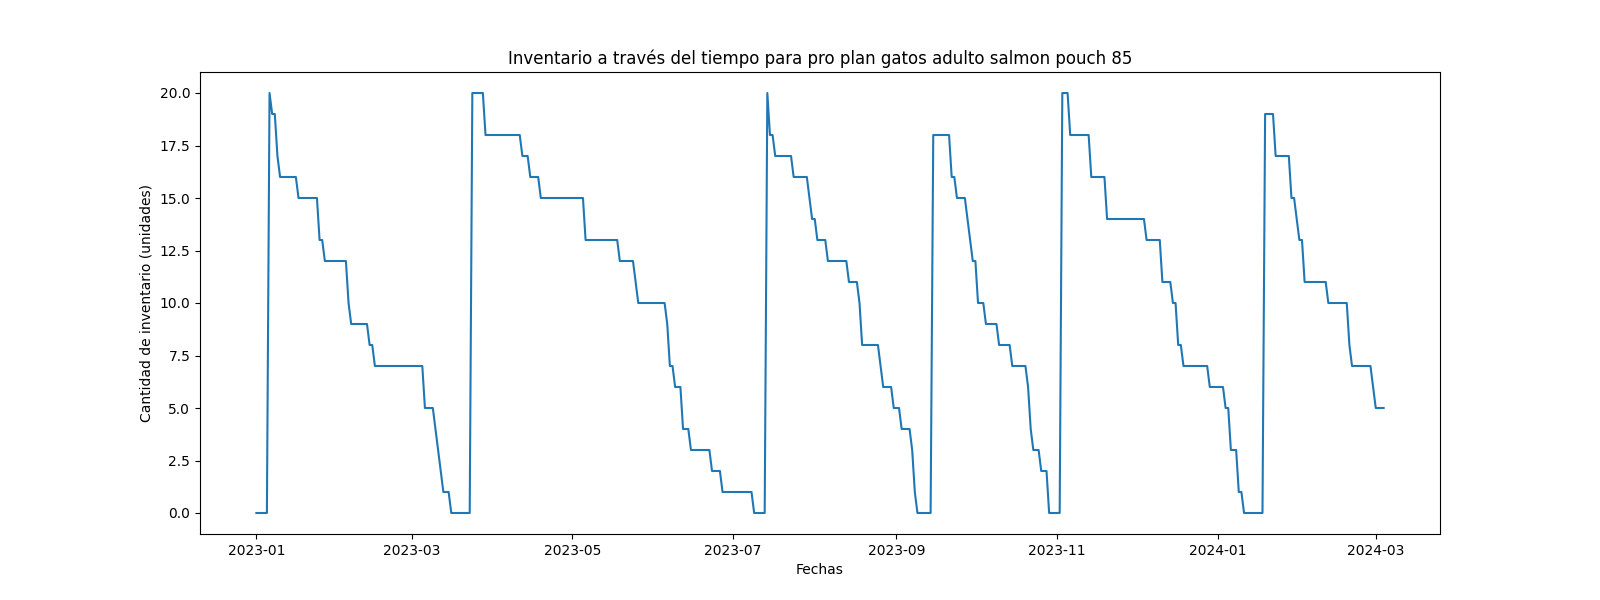 Inventario a través del tiempo para pro plan gatos adulto salmon pouch 85
Cantidad de inventario (unidades)
20.0
17.5
15.0
12.5
10.0
7.5
5.0
2.5
0.0
2023-01 2023-03 2023-05 2023-07 2023-09 2023-11 2024-01 2024-03
Fechas